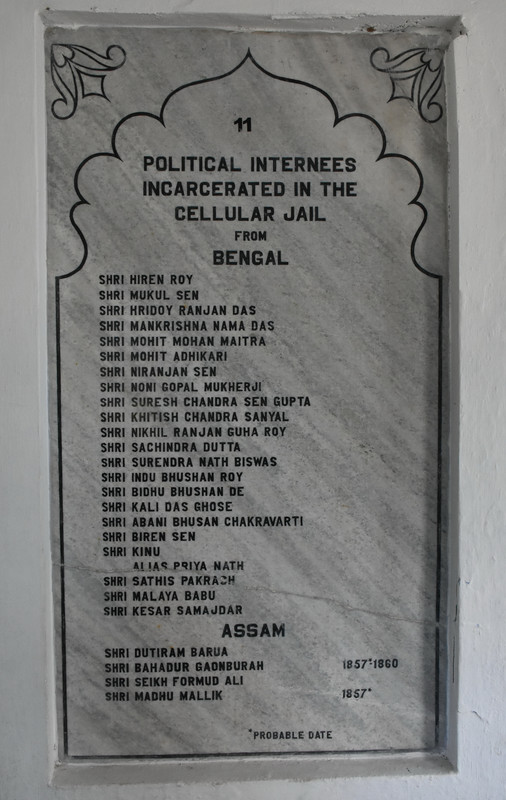 11
POLITICAL INTERNEES
INCARCERATED IN THE
CELLULAR JAIL
FROM
BENGAL
SHRI HIREN ROY
SHRI MUKUL SEN
SHRI HRIDOY RANJAN DAS
SHRI MANKRISHNA NAMA DAS
SHRI MOHIT MOHAN MAITRA
SHRI MOHIT ADHIKARI
SHRI NIRANJAN SEN
SHRI NONI GOPAL MUKHERJI
SHRI SURESH CHANDRA SEN GUPTA
SHRI KHITISH CHANDRA SANYAL
SHRI NIKHIL RANJAN GUHA ROY
SHRI SACHINDRA DUTTA
SHRI SURENDRA NATH BISWAS
SHRI INDU BHUSHAN ROY
SHRI BIDHU BHUSHAN DE
SHRI KALI DAS GHOSE
SHRI ABANI BHUSAN CHAKRAVARTI
SHRI BIREN SEN
SHRI KINU
ALIAS PRIYA NATH
SHRI SATHIS
SHRI MALAYA BABU
SHRI KESAR SAMAJDAR
ASSAM
SHRI DUTIRAM BARUA
SHRI BAHADUR GAONBURAH 1857*-1860
SHRI SEIKH FORMUD ALI
SHRI MADHU MALLIK 1857*
*PROBABLE DATE